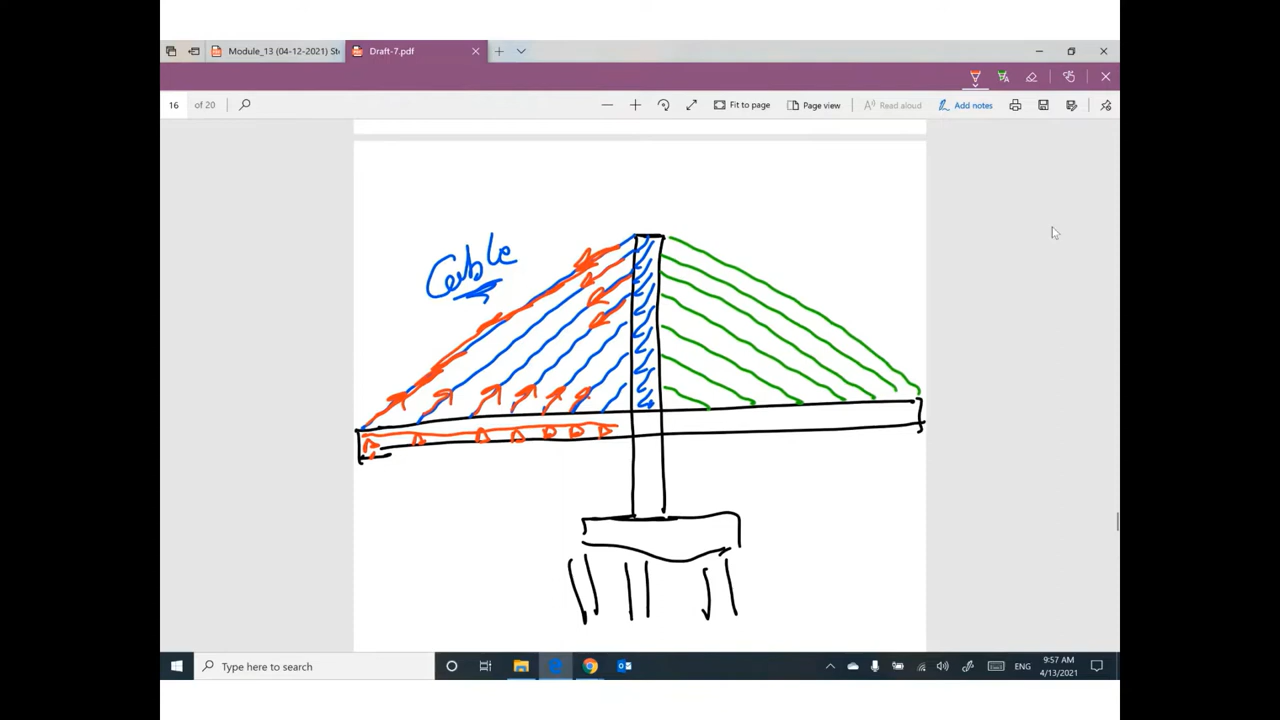 Module_13 (04-12-2021) St
Draft-7.pdf
16 of 20
Fit to page
Page view
Read aloud
Add notes
Cable
Type here to search
ENG
9:57 AM
4/13/2021